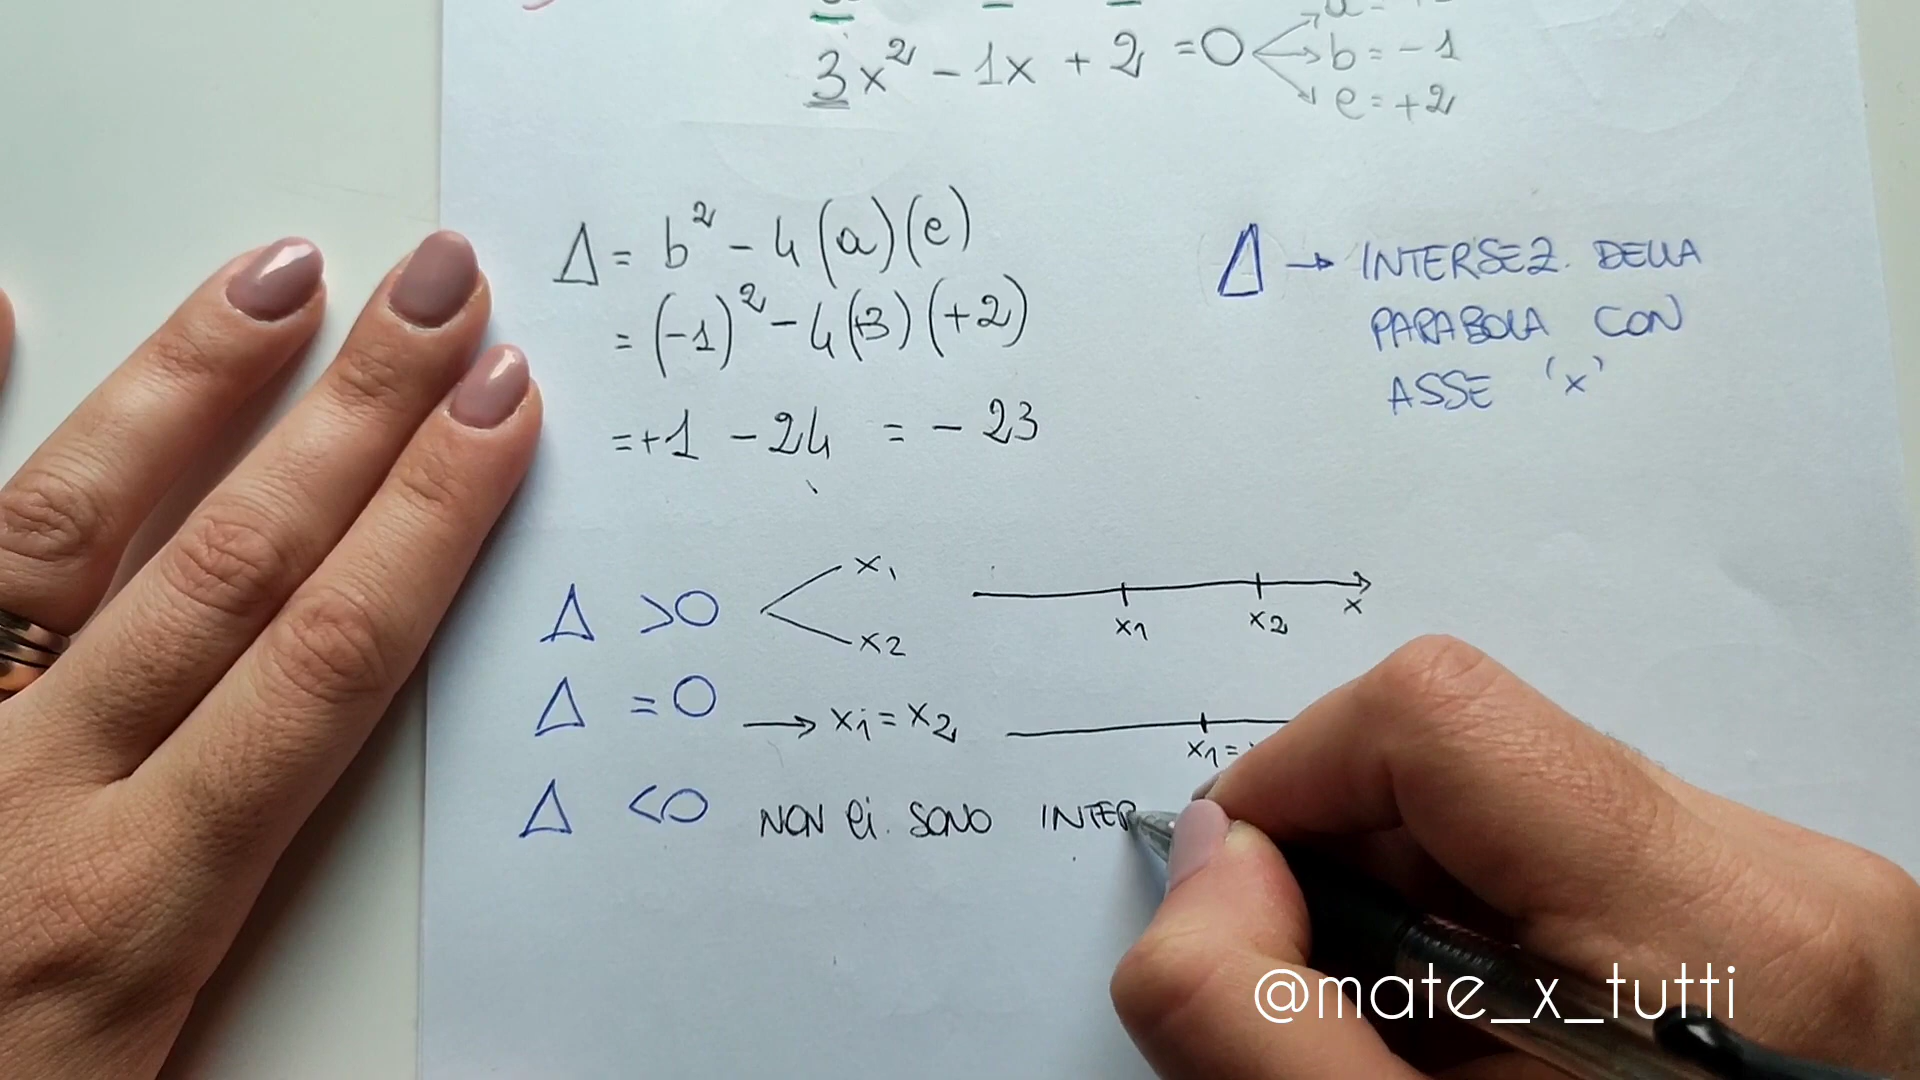 3x² - 1x + 2 = 0
b = -1
c = +2
Δ = b² - 4(a)(c)
= (-1)² - 4(+3)(+2)
= +1 - 24 = - 23
Δ → INTERSEZ. DELLA
PARABOLA CON
ASSE 'x'
Δ > 0 x₁ x₂
x₁ x₂ x
Δ = 0 → x₁ = x₂
x₁ =
Δ < 0 NON ci SONO INTER
@mate_x_tutti